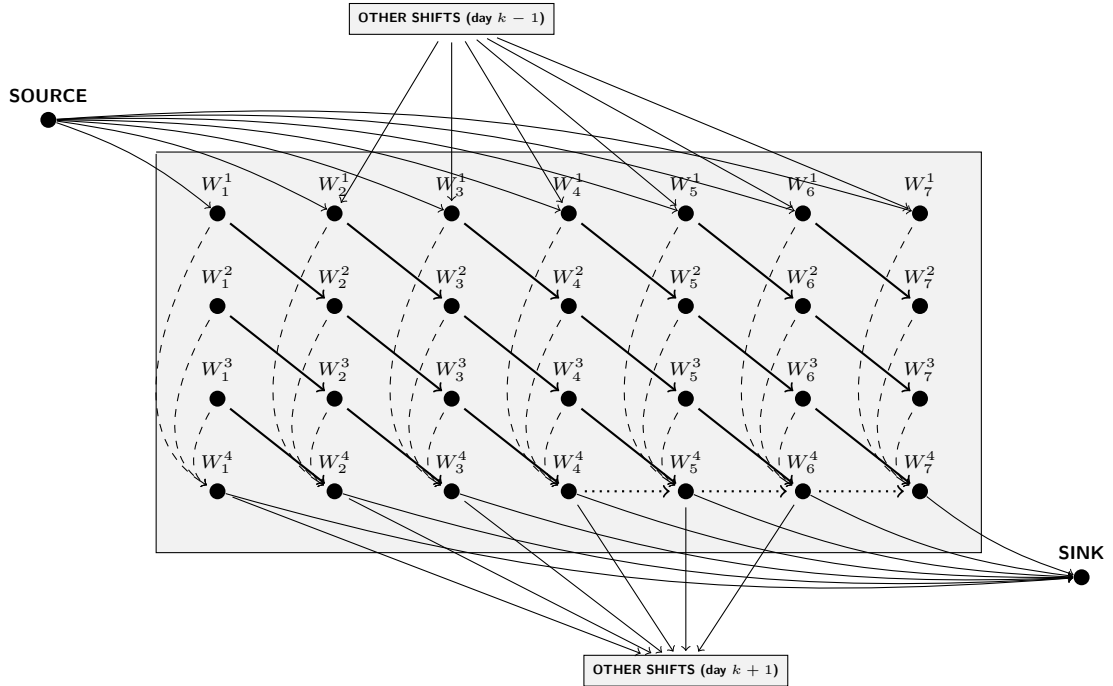 OTHER SHIFTS (day k − 1)
SOURCE
W_1^1 W_2^1 W_3^1 W_4^1 W_5^1 W_6^1 W_7^1
W_1^2 W_2^2 W_3^2 W_4^2 W_5^2 W_6^2 W_7^2
W_1^3 W_2^3 W_3^3 W_4^3 W_5^3 W_6^3 W_7^3
W_1^4 W_2^4 W_3^4 W_4^4 W_5^4 W_6^4 W_7^4
SINK
OTHER SHIFTS (day k + 1)